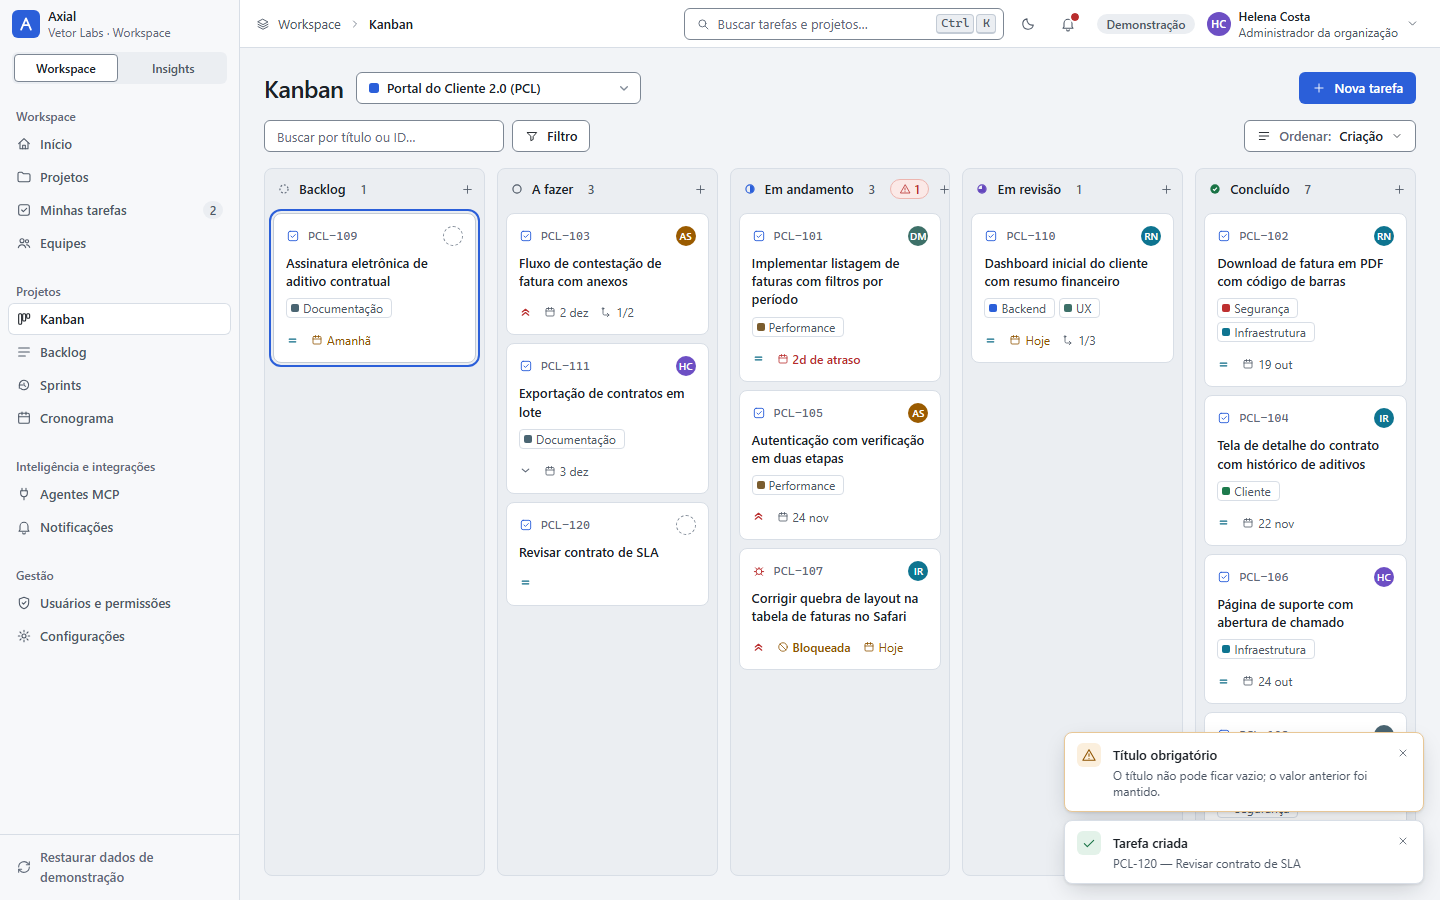 Axial
Vetor Labs · Workspace
Workspace
Insights
Workspace
Início
Projetos
Minhas tarefas
2
Equipes
Projetos
Kanban
Backlog
Sprints
Cronograma
Inteligência e integrações
Agentes MCP
Notificações
Gestão
Usuários e permissões
Configurações
Restaurar dados de
demonstração
Workspace
Kanban
Buscar tarefas e projetos...
Ctrl
K
Demonstração
HC
Helena Costa
Administrador da organização
Kanban
Portal do Cliente 2.0 (PCL)
Nova tarefa
Buscar por título ou ID...
Filtro
Ordenar: Criação
Backlog 1
PCL-109
Assinatura eletrônica de
aditivo contratual
Documentação
Amanhã
A fazer 3
PCL-103
AS
Fluxo de contestação de
fatura com anexos
2 dez
1/2
PCL-111
HC
Exportação de contratos em
lote
Documentação
3 dez
PCL-120
Revisar contrato de SLA
Em andamento 3
1
PCL-101
DM
Implementar listagem de
faturas com filtros por
período
Performance
2d de atraso
PCL-105
AS
Autenticação com verificação
em duas etapas
Performance
24 nov
PCL-107
IR
Corrigir quebra de layout na
tabela de faturas no Safari
Bloqueada
Hoje
Em revisão 1
PCL-110
RN
Dashboard inicial do cliente
com resumo financeiro
Backend
UX
Hoje
1/3
Concluído 7
PCL-102
RN
Download de fatura em PDF
com código de barras
Segurança
Infraestrutura
19 out
PCL-104
IR
Tela de detalhe do contrato
com histórico de aditivos
Cliente
22 nov
PCL-106
HC
Página de suporte com
abertura de chamado
Infraestrutura
24 out
Título obrigatório
O título não pode ficar vazio; o valor anterior foi
mantido.
Tarefa criada
PCL-120 — Revisar contrato de SLA